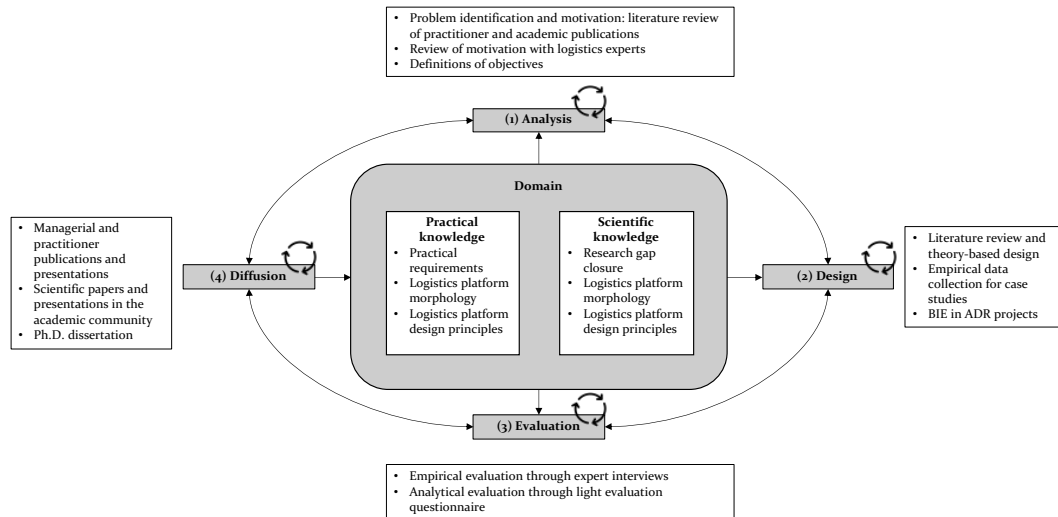 • Problem identification and motivation: literature review
of practitioner and academic publications
• Review of motivation with logistics experts
• Definitions of objectives
(1) Analysis
Domain
Practical
knowledge
• Practical
requirements
• Logistics platform
morphology
• Logistics platform
design principles
Scientific
knowledge
• Research gap
closure
• Logistics platform
morphology
• Logistics platform
design principles
• Managerial and
practitioner
publications and
presentations
• Scientific papers and
presentations in the
academic community
• Ph.D. dissertation
(4) Diffusion
(2) Design
• Literature review and
theory-based design
• Empirical data
collection for case
studies
• BIE in ADR projects
(3) Evaluation
• Empirical evaluation through expert interviews
• Analytical evaluation through light evaluation
questionnaire